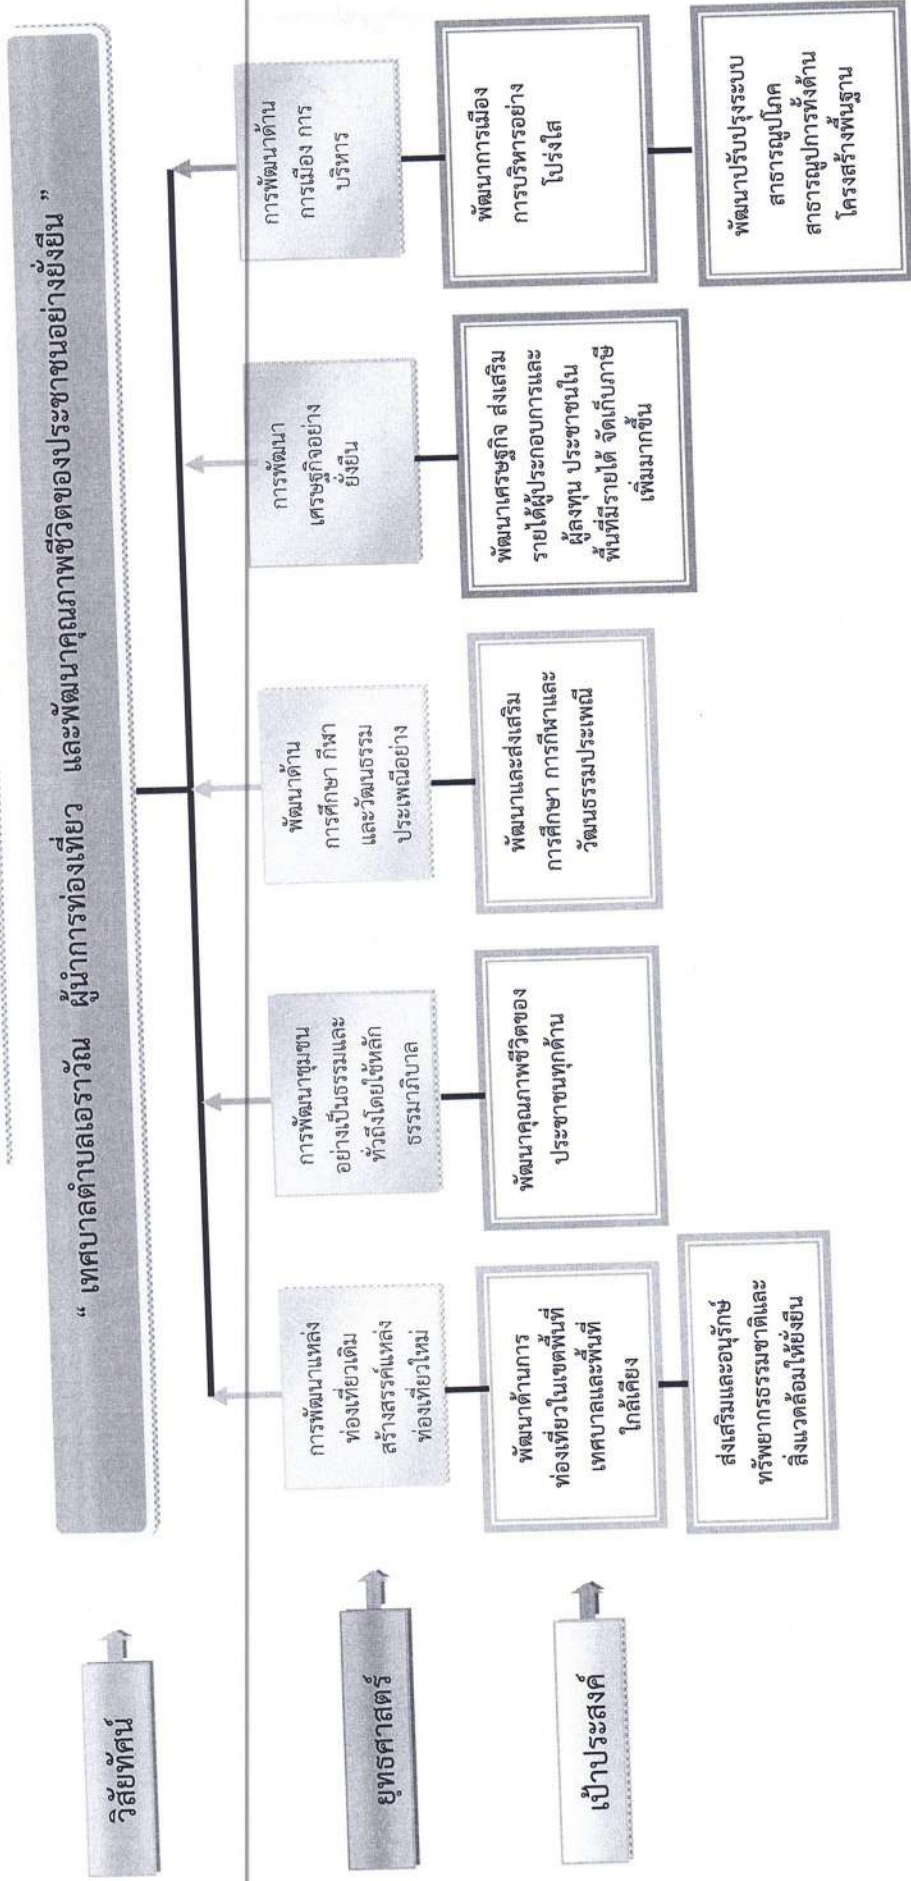 วิสัยทัศน์
“ เทศบาลตำบลเอราวัณ ผู้นำการท่องเที่ยว และพัฒนาคุณภาพชีวิตของประชาชนอย่างยั่งยืน ”
ยุทธศาสตร์
การพัฒนาแหล่ง
ท่องเที่ยวเดิม
สร้างสรรค์แหล่ง
ท่องเที่ยวใหม่
การพัฒนาชุมชน
อย่างเป็นธรรมและ
ทั่วถึงโดยใช้หลัก
ธรรมาภิบาล
พัฒนาด้าน
การศึกษา กีฬา
และวัฒนธรรม
ประเพณีอย่าง
การพัฒนา
เศรษฐกิจอย่าง
ยั่งยืน
การพัฒนาด้าน
การเมือง การ
บริหาร
เป้าประสงค์
พัฒนาด้านการ
ท่องเที่ยวในเขตพื้นที่
เทศบาลและพื้นที่
ใกล้เคียง
พัฒนาคุณภาพชีวิตของ
ประชาชนทุกด้าน
พัฒนาและส่งเสริม
การศึกษา การกีฬาและ
วัฒนธรรมประเพณี
พัฒนาเศรษฐกิจ ส่งเสริม
รายได้ผู้ประกอบการและ
ผู้ลงทุน ประชาชนใน
พื้นที่มีรายได้ จัดเก็บภาษี
เพิ่มมากขึ้น
พัฒนาการเมือง
การบริหารอย่าง
โปร่งใส
ส่งเสริมและอนุรักษ์
ทรัพยากรธรรมชาติและ
สิ่งแวดล้อมให้ยั่งยืน
พัฒนาปรับปรุงระบบ
สาธารณูปโภค
สาธารณูปการทั้งด้าน
โครงสร้างพื้นฐาน